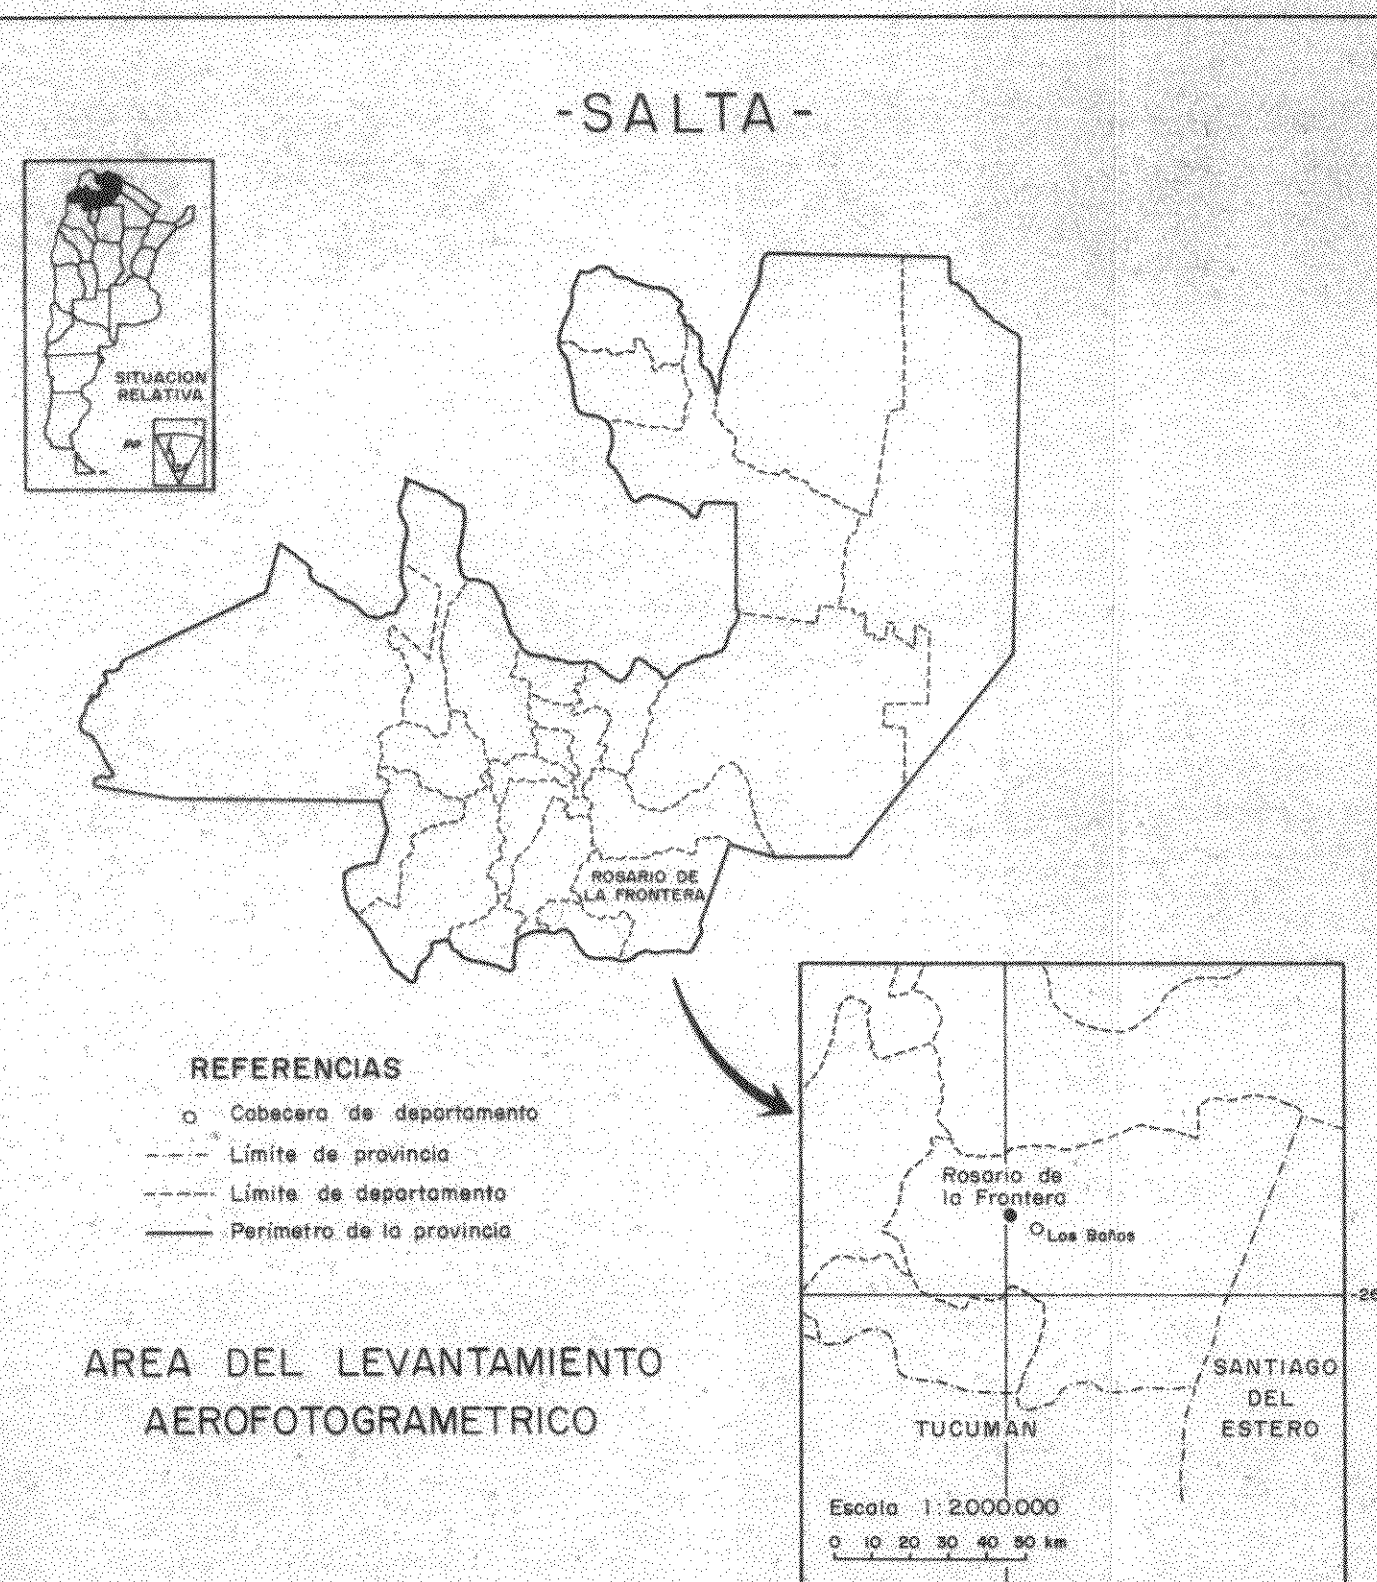 -SALTA-
SITUACION
RELATIVA
ROSARIO DE
LA FRONTERA
REFERENCIAS
Cabecera de departamento
Límite de provincia
Límite de departamento
Perímetro de la provincia
AREA DEL LEVANTAMIENTO
AEROFOTOGRAMETRICO
Rosario de
la Frontera
Los Baños
SANTIAGO
DEL
ESTERO
TUCUMAN
Escala 1:2.000.000
0 10 20 30 40 50 km